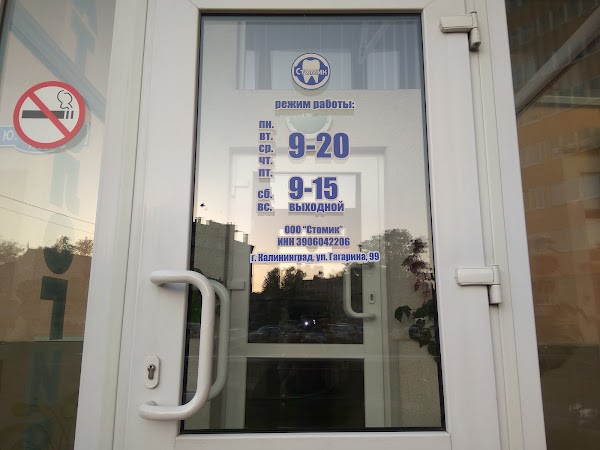 Стомик
режим работы:
пн.
вт.
ср.
чт.
пт.
9-20
сб. 9-15
вс. ВЫХОДНОЙ
ООО "Стомик"
ИНН 3906042206
г. Калининград, ул. Гагарина, 99